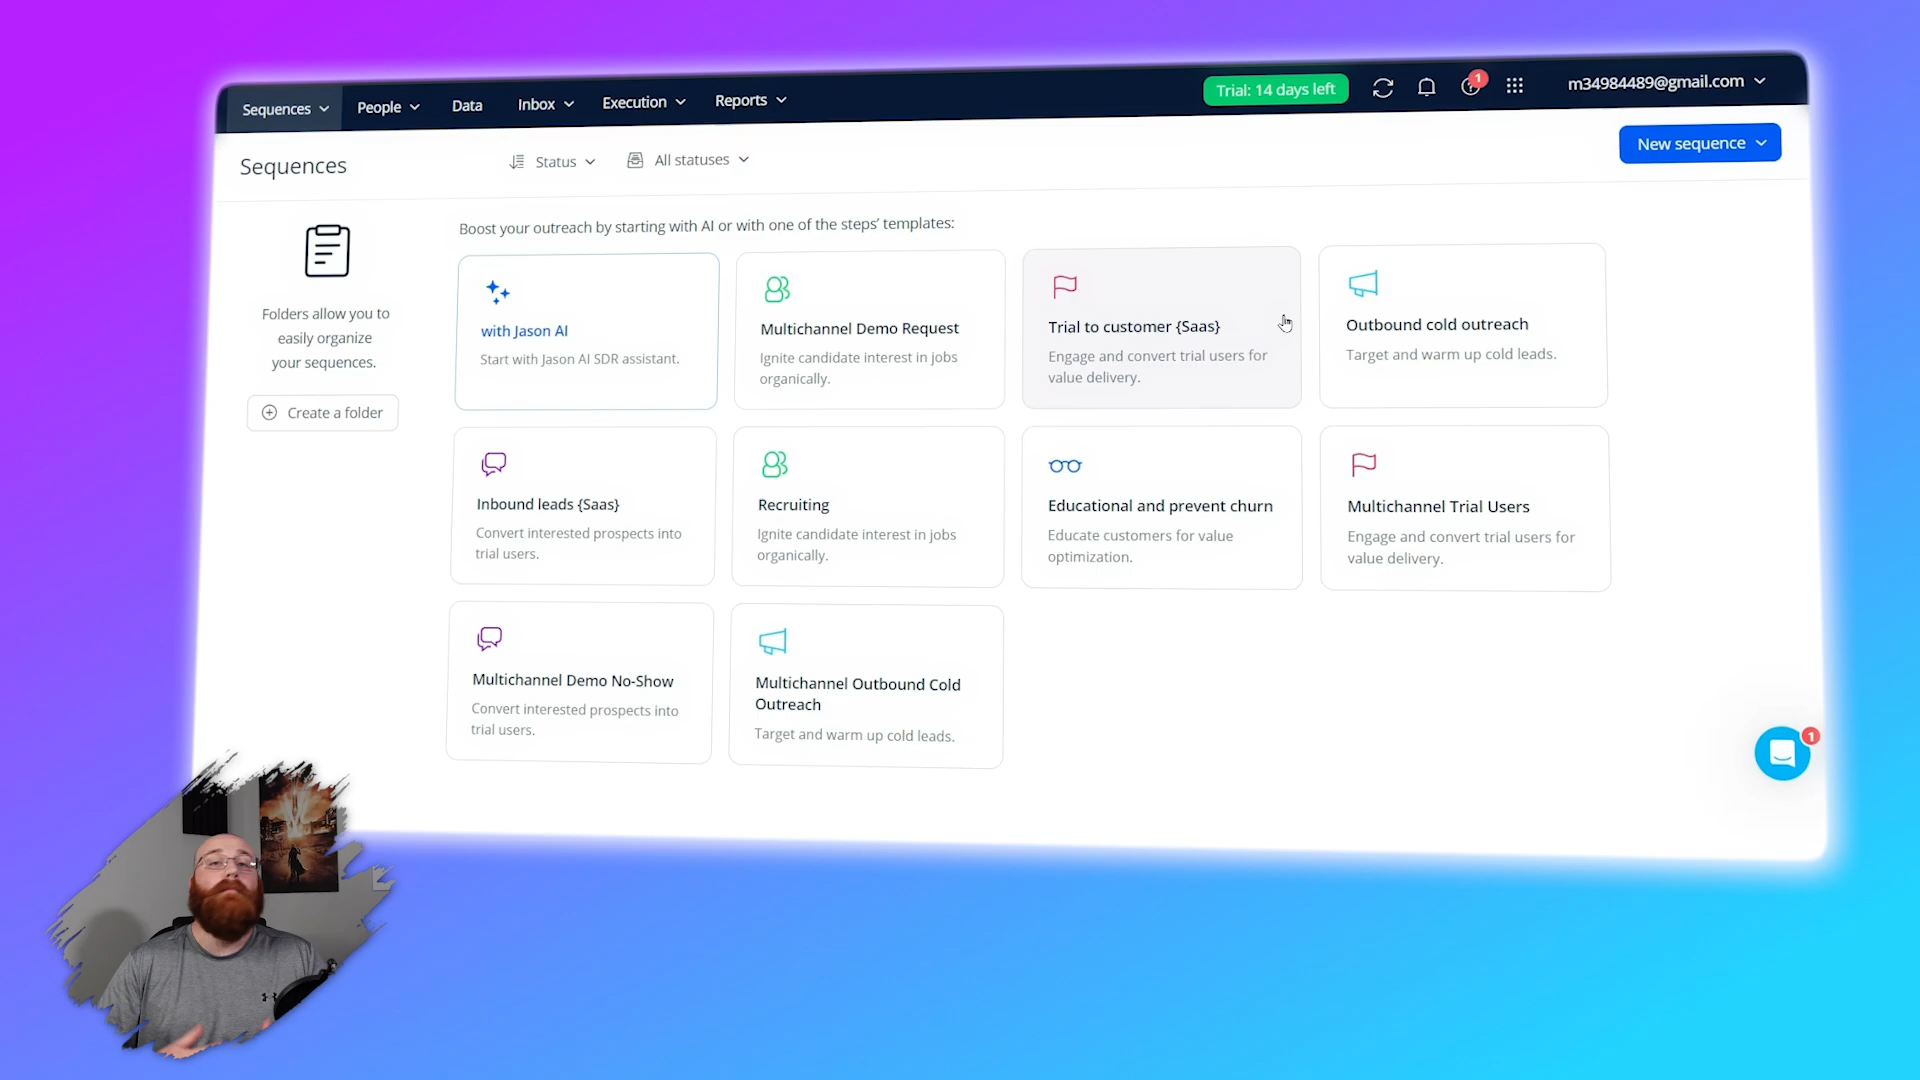 Sequences
People
Data
Inbox
Execution
Reports
Trial: 14 days left
1
m34984489@gmail.com
Sequences
Status
All statuses
New sequence
Folders allow you to
easily organize
your sequences.
Create a folder
Boost your outreach by starting with AI or with one of the steps' templates:
with Jason AI
Start with Jason AI SDR assistant.
Multichannel Demo Request
Ignite candidate interest in jobs
organically.
Trial to customer {Saas}
Engage and convert trial users for
value delivery.
Outbound cold outreach
Target and warm up cold leads.
Inbound leads {Saas}
Convert interested prospects into
trial users.
Recruiting
Ignite candidate interest in jobs
organically.
Educational and prevent churn
Educate customers for value
optimization.
Multichannel Trial Users
Engage and convert trial users for
value delivery.
Multichannel Demo No-Show
Convert interested prospects into
trial users.
Multichannel Outbound Cold
Outreach
Target and warm up cold leads.
1